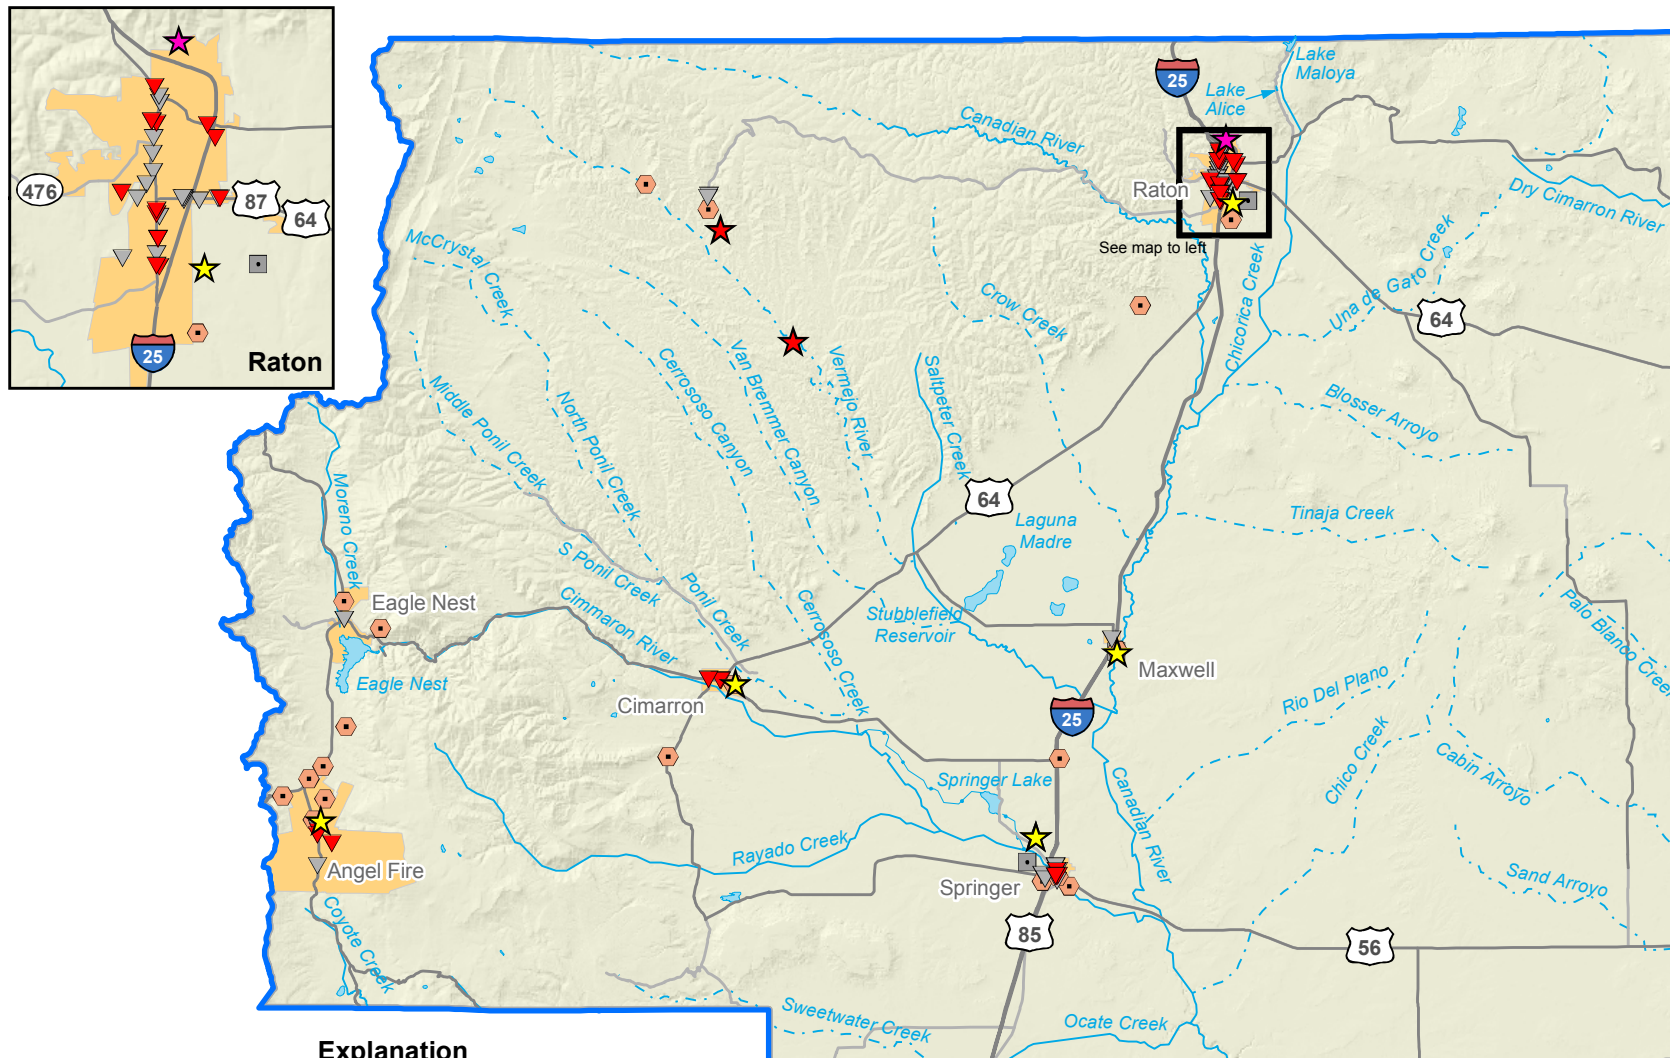 476
87
64
25
Raton
25
Lake
Maloya
Lake
Alice
Canadian River
Raton
See map to left
Dry Cimarron River
McCrystal Creek
Crow Creek
Chicorica Creek
Una de Gato Creek
64
Middle Ponil Creek
North Ponil Creek
Cerrososo Canyon
Van Bremmer Canyon
Vermejo River
Saltpeter Creek
Blosser Arroyo
Moreno Creek
64
Laguna
Madre
Tinaja Creek
S Ponil Creek
Ponil Creek
Cimmaron River
Cerrososo Creek
Stubblefield
Reservoir
Palo Blanco Creek
Eagle Nest
Eagle Nest
Cimarron
Maxwell
Rio Del Plano
25
Chico Creek
Cabin Arroyo
Springer Lake
Canadian River
Angel Fire
Rayado Creek
Springer
Sand Arroyo
Coyote Creek
85
56
Sweetwater Creek
Ocate Creek
Explanation